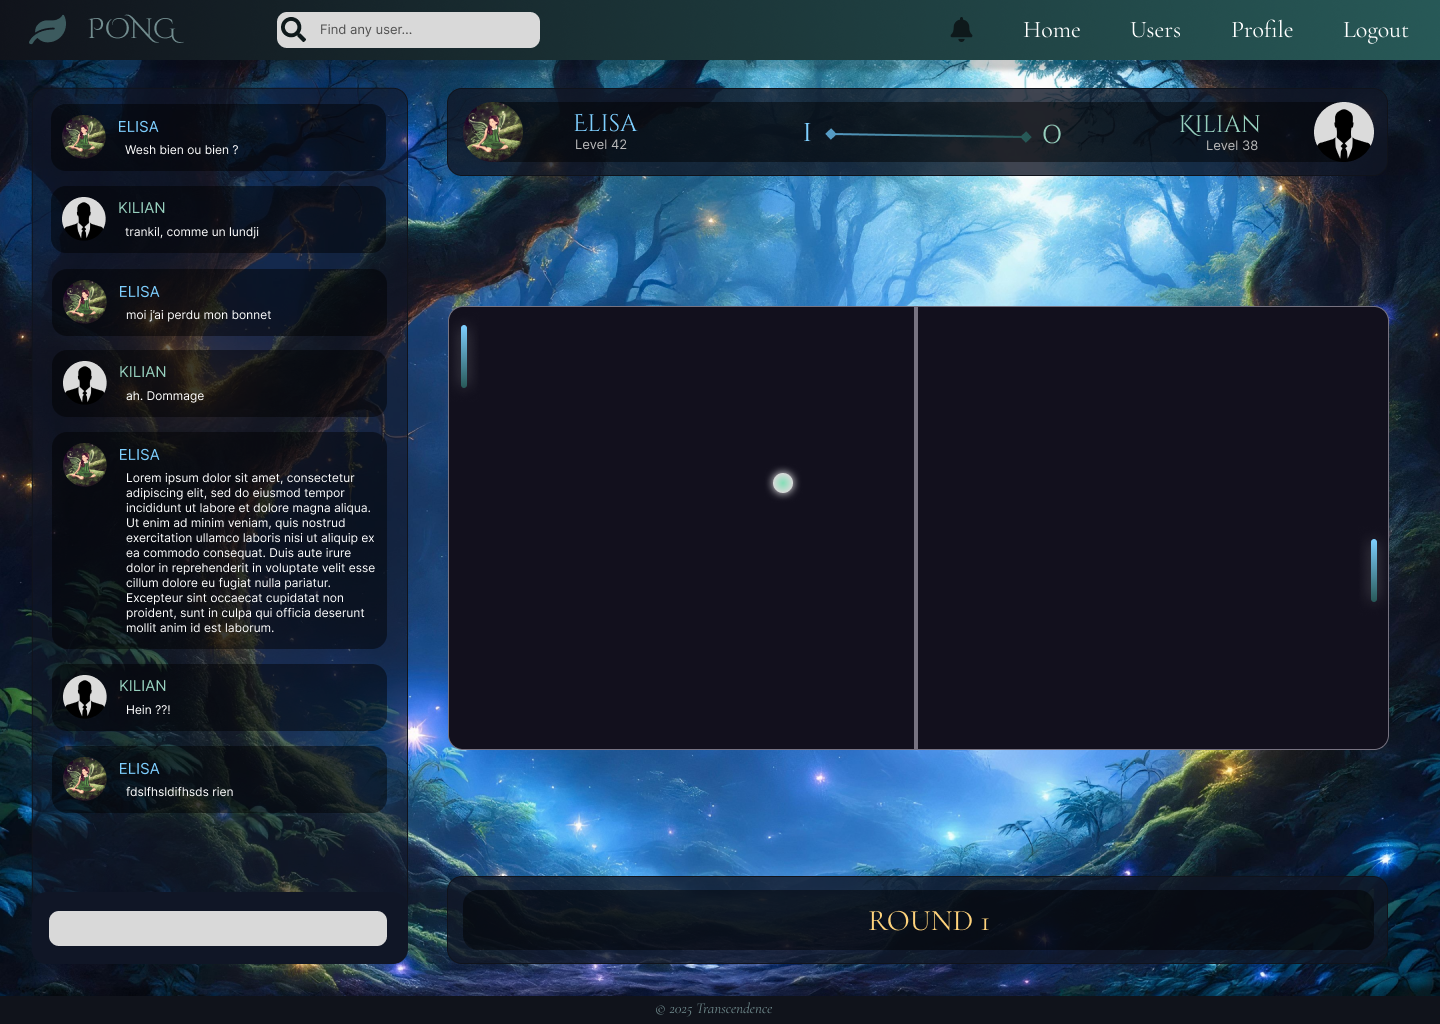 PONG
Find any user...
Home
Users
Profile
Logout
ELISA
Wesh bien ou bien ?
KILIAN
trankil, comme un lundji
ELISA
moi j'ai perdu mon bonnet
KILIAN
ah. Dommage
ELISA
Lorem ipsum dolor sit amet, consectetur
adipiscing elit, sed do eiusmod tempor
incididunt ut labore et dolore magna aliqua.
Ut enim ad minim veniam, quis nostrud
exercitation ullamco laboris nisi ut aliquip ex
ea commodo consequat. Duis aute irure
dolor in reprehenderit in voluptate velit esse
cillum dolore eu fugiat nulla pariatur.
Excepteur sint occaecat cupidatat non
proident, sunt in culpa qui officia deserunt
mollit anim id est laborum.
KILIAN
Hein ??!
ELISA
fdslfhsldifhsds rien
ELISA
Level 42
1
0
KILIAN
Level 38
ROUND 1
© 2025 Transcendence